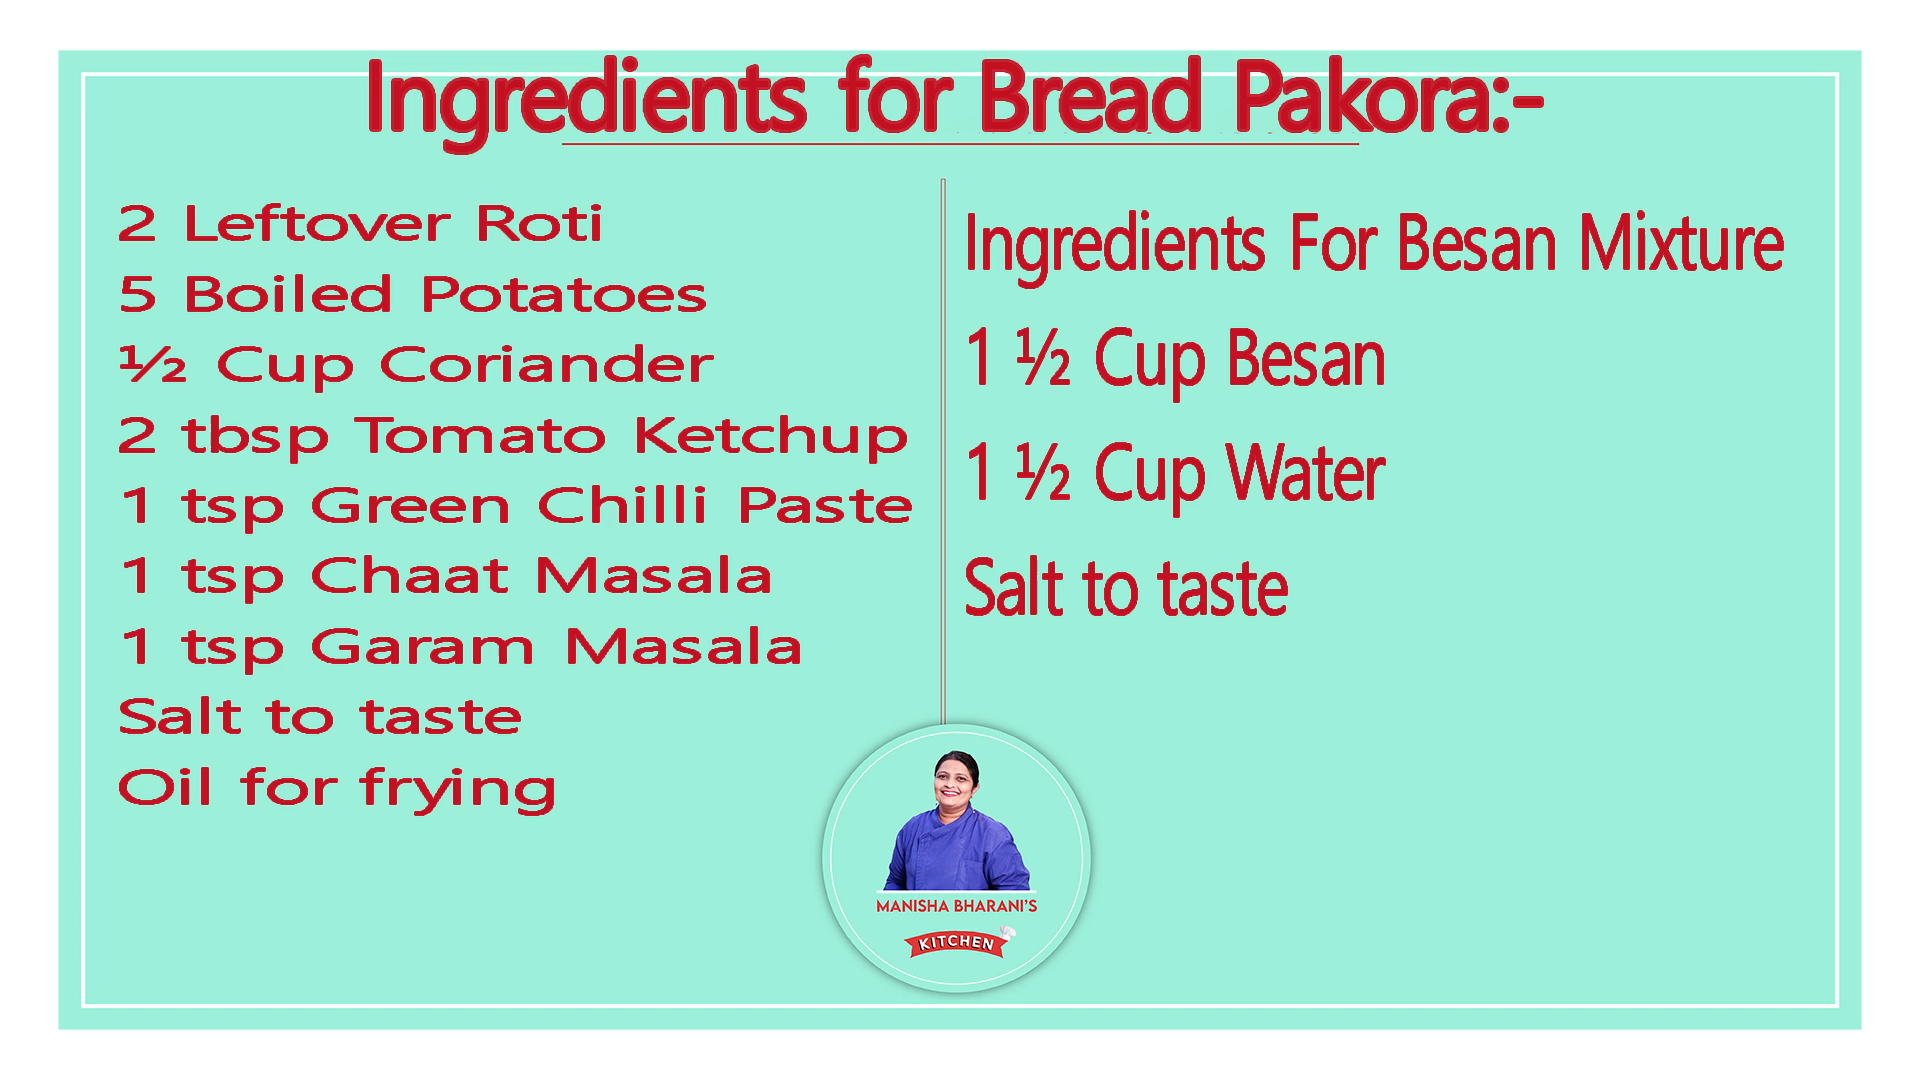 Ingredients for Bread Pakora:-
2 Leftover Roti
5 Boiled Potatoes
½ Cup Coriander
2 tbsp Tomato Ketchup
1 tsp Green Chilli Paste
1 tsp Chaat Masala
1 tsp Garam Masala
Salt to taste
Oil for frying
Ingredients For Besan Mixture
1 ½ Cup Besan
1 ½ Cup Water
Salt to taste
MANISHA BHARANI'S
KITCHEN